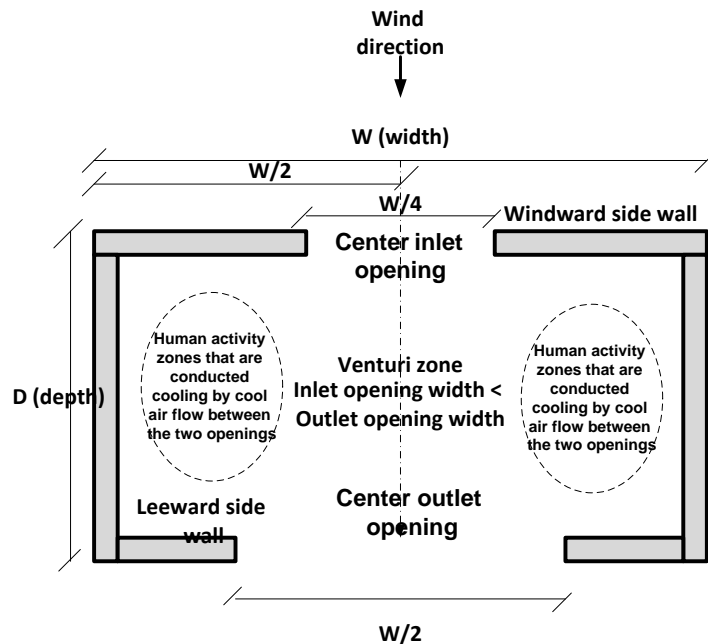 Wind
direction
W (width)
W/2
W/4
Windward side wall
Center inlet
opening
Human activity
zones that are
conducted
cooling by cool
air flow between
the two openings
Venturi zone
Inlet opening width <
Outlet opening width
Human activity
zones that are
conducted
cooling by cool
air flow between
the two openings
D (depth)
Leeward side
wall
Center outlet
opening
W/2